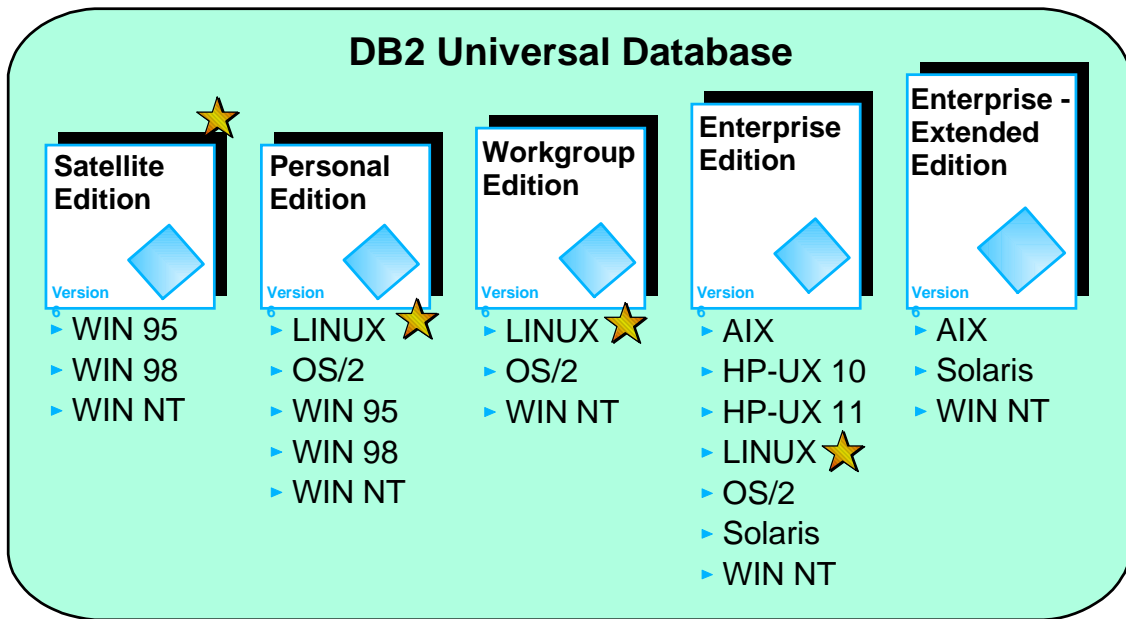 DB2 Universal Database
Satellite
Edition
Version
6
WIN 95
WIN 98
WIN NT
Personal
Edition
Version
6
LINUX
OS/2
WIN 95
WIN 98
WIN NT
Workgroup
Edition
Version
6
LINUX
OS/2
WIN NT
Enterprise
Edition
Version
6
AIX
HP-UX 10
HP-UX 11
LINUX
OS/2
Solaris
WIN NT
Enterprise -
Extended
Edition
Version
6
AIX
Solaris
WIN NT